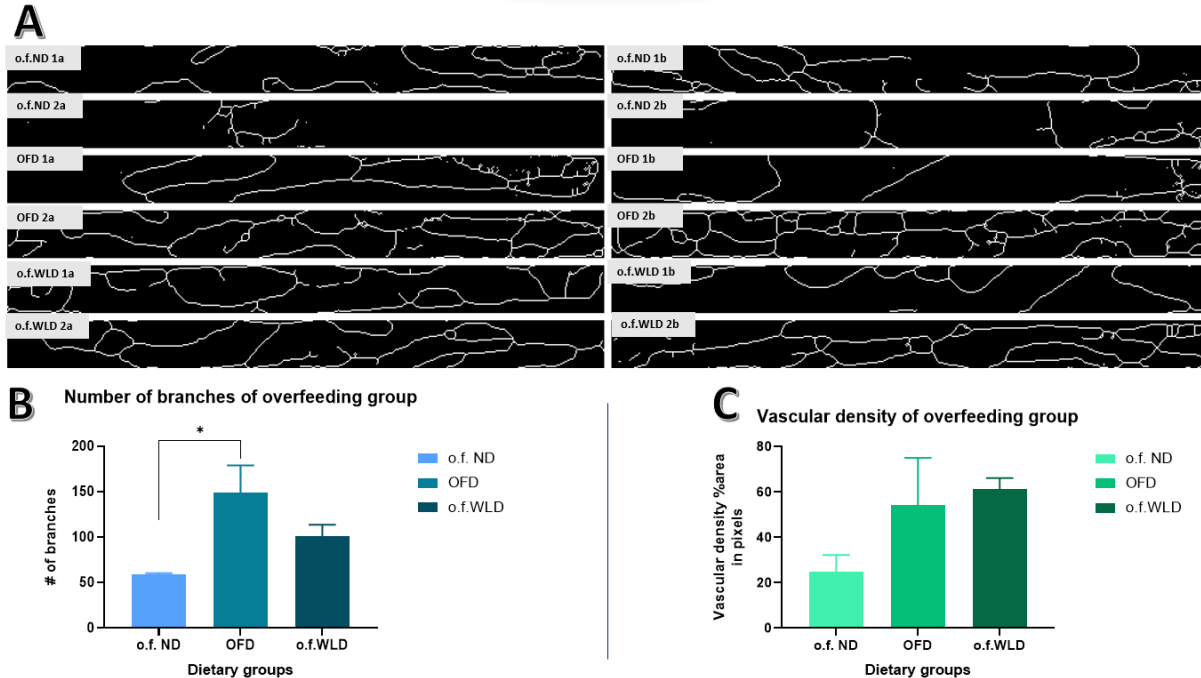 A
o.f.ND 1a
o.f.ND 1b
o.f.ND 2a
o.f.ND 2b
OFD 1a
OFD 1b
OFD 2a
OFD 2b
o.f.WLD 1a
o.f.WLD 1b
o.f.WLD 2a
o.f.WLD 2b
B
Number of branches of overfeeding group
# of branches
200
150
100
50
0
*
o.f. ND
OFD
o.f.WLD
Dietary groups
o.f. ND
OFD
o.f.WLD
C
Vascular density of overfeeding group
Vascular density %area
in pixels
80
60
40
20
0
o.f. ND
OFD
o.f.WLD
Dietary groups
o.f. ND
OFD
o.f.WLD